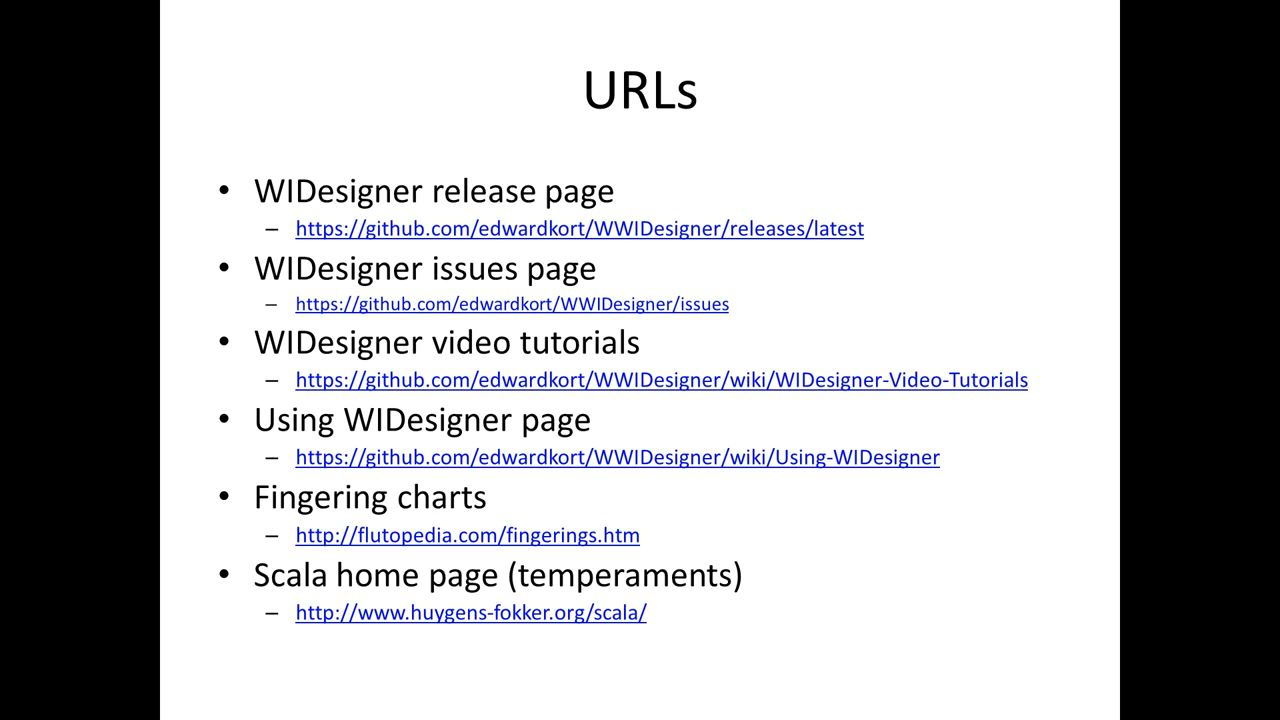 URLs
• WIDesigner release page
– https://github.com/edwardkort/WWIDesigner/releases/latest
• WIDesigner issues page
– https://github.com/edwardkort/WWIDesigner/issues
• WIDesigner video tutorials
– https://github.com/edwardkort/WWIDesigner/wiki/WIDesigner-Video-Tutorials
• Using WIDesigner page
– https://github.com/edwardkort/WWIDesigner/wiki/Using-WIDesigner
• Fingering charts
– http://flutopedia.com/fingerings.htm
• Scala home page (temperaments)
– http://www.huygens-fokker.org/scala/